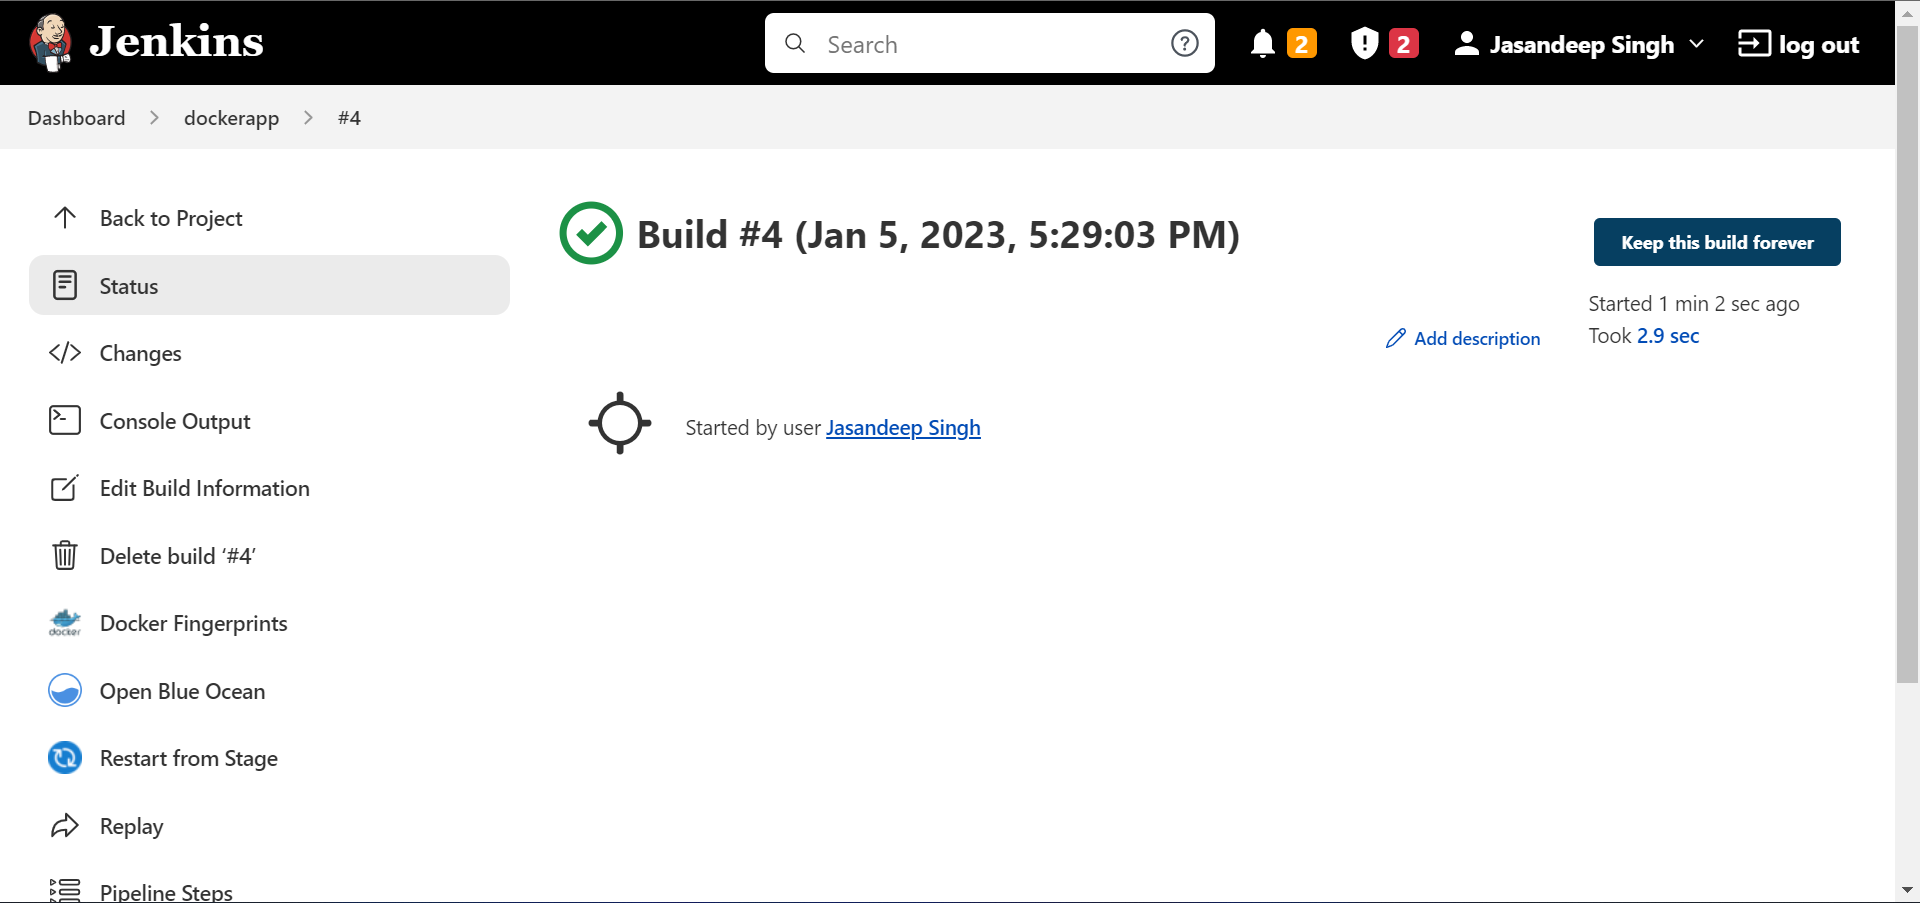 Jenkins
Search
2
2
Jasandeep Singh
log out
Dashboard
dockerapp
#4
Back to Project
Status
Changes
Console Output
Edit Build Information
Delete build ‘#4’
docker
Docker Fingerprints
Open Blue Ocean
Restart from Stage
Replay
Pipeline Steps
Build #4 (Jan 5, 2023, 5:29:03 PM)
Keep this build forever
Started 1 min 2 sec ago
Took 2.9 sec
Add description
Started by user Jasandeep Singh